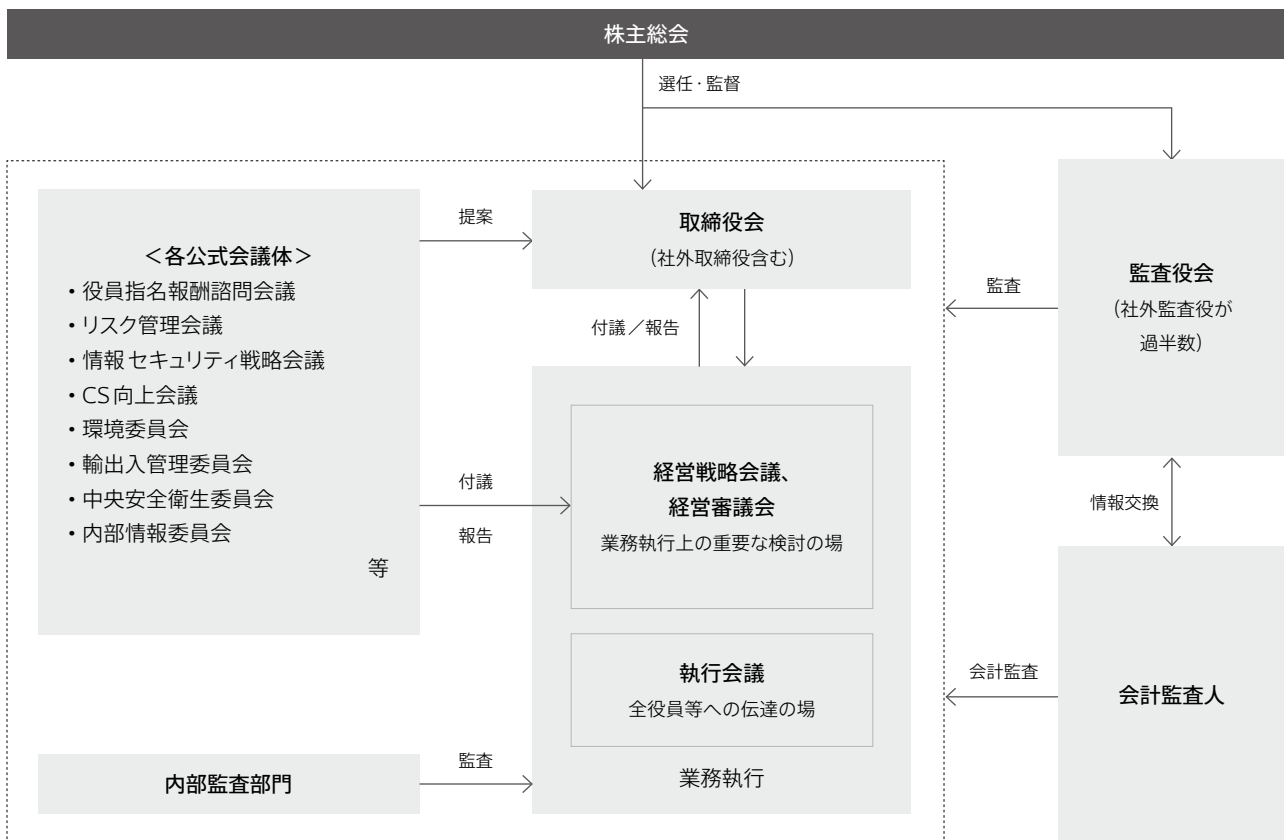 株主総会
選任・監督
＜各公式会議体＞
・役員指名報酬諮問会議
・リスク管理会議
・情報セキュリティ戦略会議
・CS向上会議
・環境委員会
・輸出入管理委員会
・中央安全衛生委員会
・内部情報委員会
等
提案
取締役会
（社外取締役含む）
付議／報告
付議
報告
経営戦略会議、
経営審議会
業務執行上の重要な検討の場
執行会議
全役員等への伝達の場
業務執行
内部監査部門
監査
監査
監査役会
（社外監査役が
過半数）
情報交換
会計監査
会計監査人